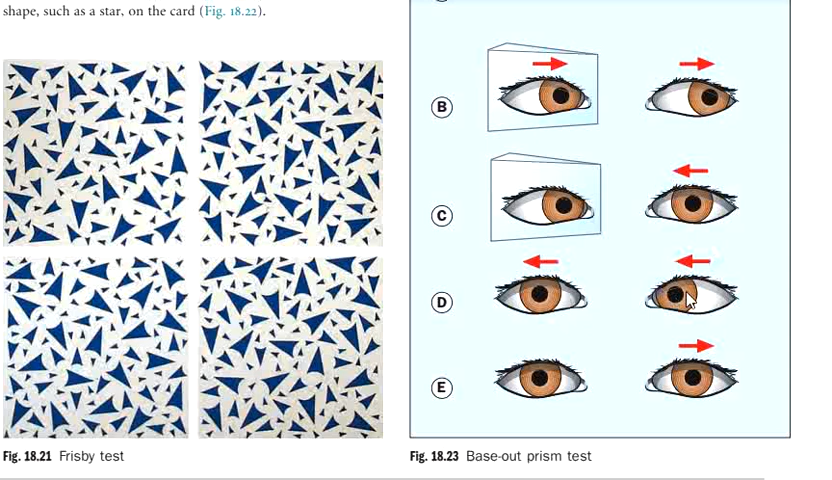 shape, such as a star, on the card (Fig. 18.22).
Fig. 18.21 Frisby test
B
C
D
E
Fig. 18.23 Base-out prism test